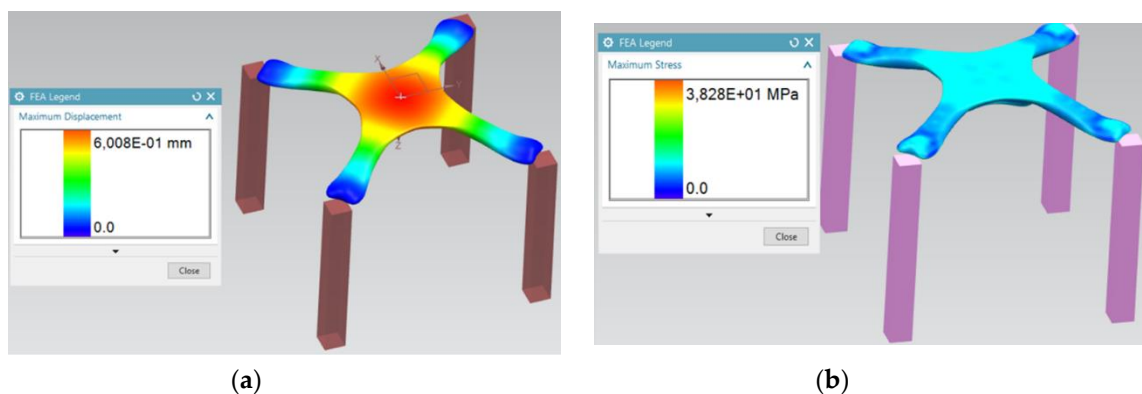 FEA Legend
Maximum Displacement
6,008E-01 mm
0.0
Close
X
Y
Z
(a)
FEA Legend
Maximum Stress
3,828E+01 MPa
0.0
Close
(b)